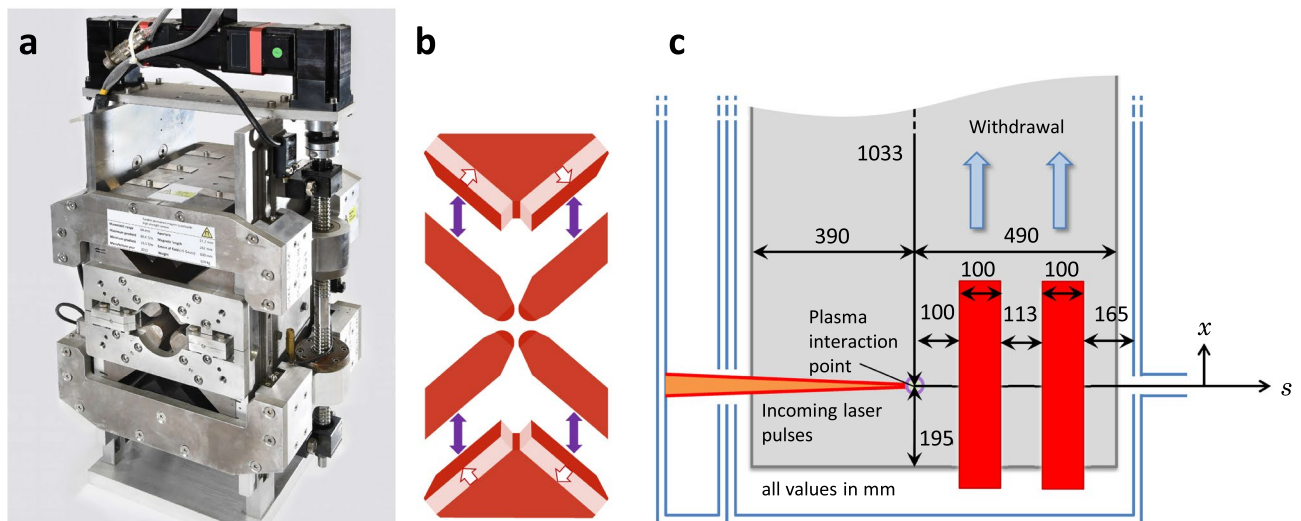 a
b
c
Withdrawal
1033
390
490
100
100
100
113
165
Plasma
interaction
point
x
s
Incoming laser
pulses
195
all values in mm